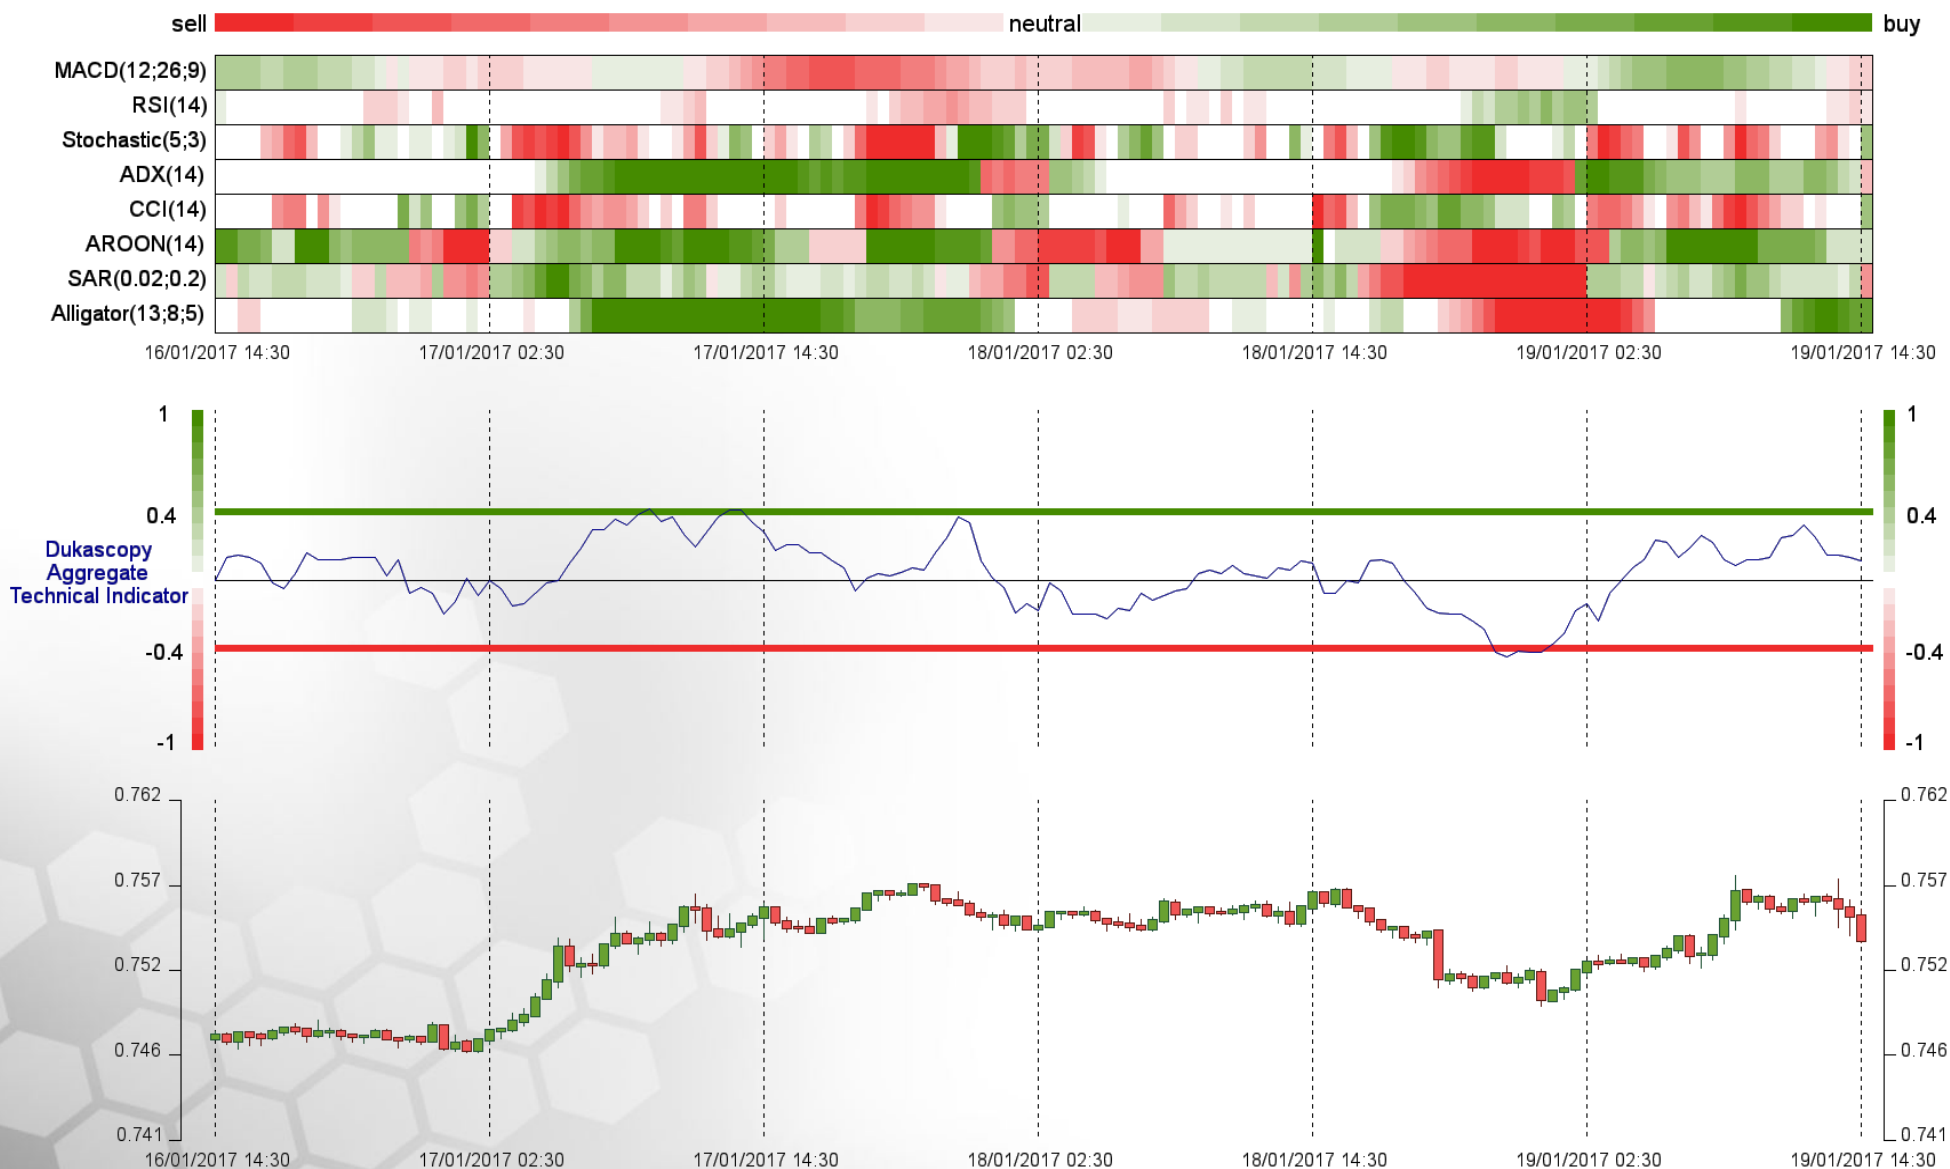 sell neutral buy
MACD(12;26;9)
RSI(14)
Stochastic(5;3)
ADX(14)
CCI(14)
AROON(14)
SAR(0.02;0.2)
Alligator(13;8;5)
16/01/2017 14:30 17/01/2017 02:30 17/01/2017 14:30 18/01/2017 02:30 18/01/2017 14:30 19/01/2017 02:30 19/01/2017 14:30
1 1
0.4 0.4
Dukascopy
Aggregate
Technical Indicator
-0.4 -0.4
-1 -1
0.762 0.762
0.757 0.757
0.752 0.752
0.746 0.746
0.741 0.741
16/01/2017 14:30 17/01/2017 02:30 17/01/2017 14:30 18/01/2017 02:30 18/01/2017 14:30 19/01/2017 02:30 19/01/2017 14:30